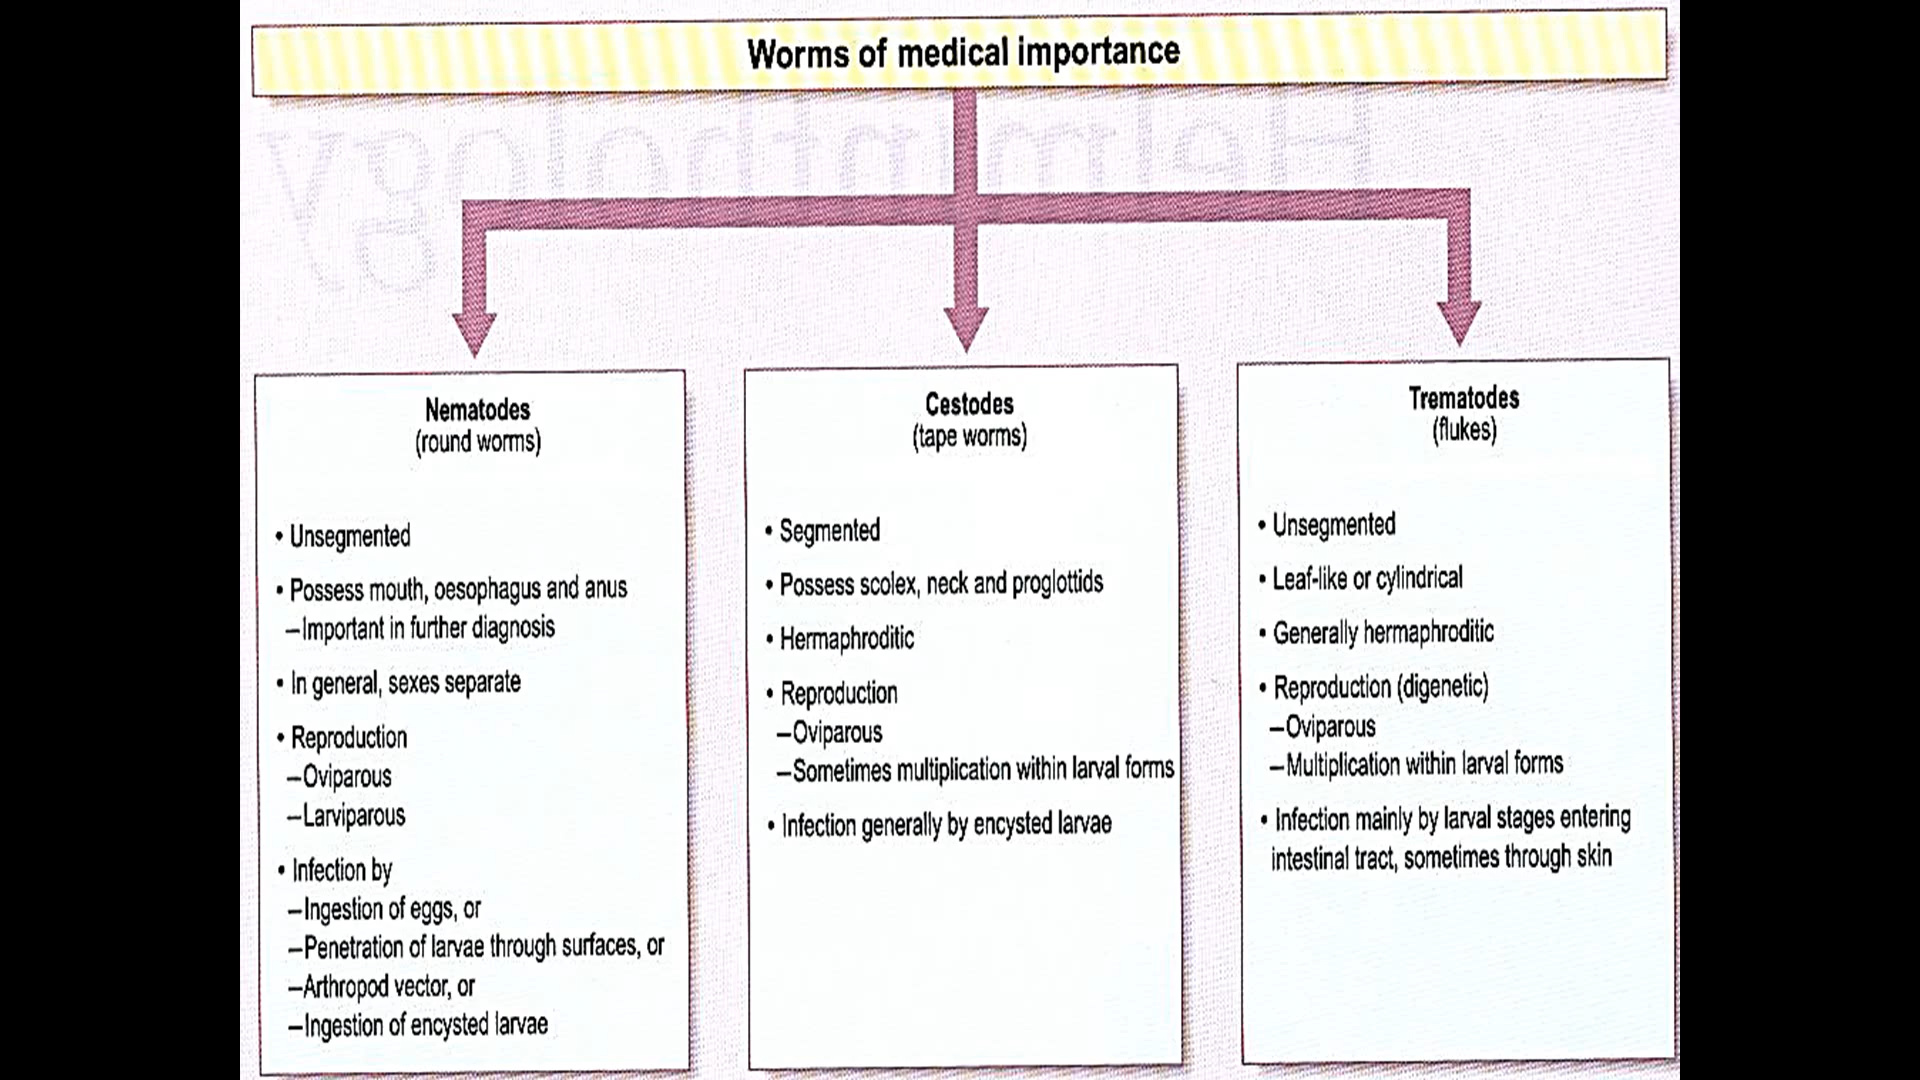 Worms of medical importance
Helminthology
Nematodes
(round worms)
• Unsegmented
• Possess mouth, oesophagus and anus
–Important in further diagnosis
• In general, sexes separate
• Reproduction
–Oviparous
–Larviparous
• Infection by
–Ingestion of eggs, or
–Penetration of larvae through surfaces, or
–Arthropod vector, or
–Ingestion of encysted larvae
Cestodes
(tape worms)
• Segmented
• Possess scolex, neck and proglottids
• Hermaphroditic
• Reproduction
–Oviparous
–Sometimes multiplication within larval forms
• Infection generally by encysted larvae
Trematodes
(flukes)
• Unsegmented
• Leaf-like or cylindrical
• Generally hermaphroditic
• Reproduction (digenetic)
–Oviparous
–Multiplication within larval forms
• Infection mainly by larval stages entering
intestinal tract, sometimes through skin